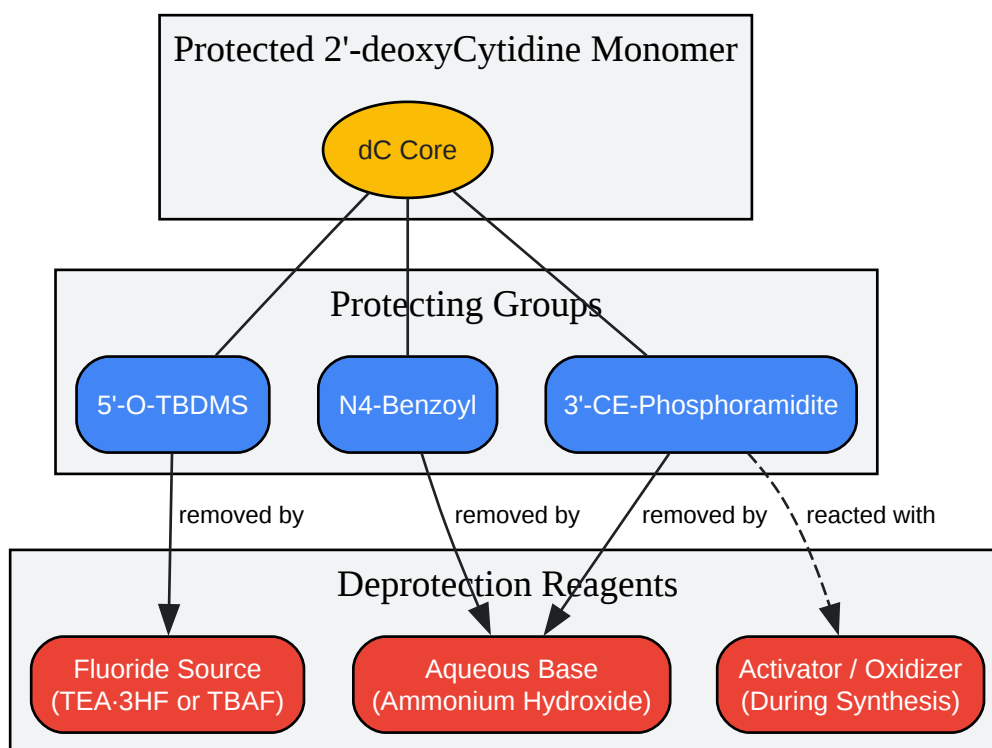 Protected 2'-deoxyCytidine Monomer
dC Core
Protecting Groups
5'-O-TBDMS
N4-Benzoyl
3'-CE-Phosphoramidite
removed by
removed by
removed by
reacted with
Deprotection Reagents
Fluoride Source
(TEA·3HF or TBAF)
Aqueous Base
(Ammonium Hydroxide)
Activator / Oxidizer
(During Synthesis)